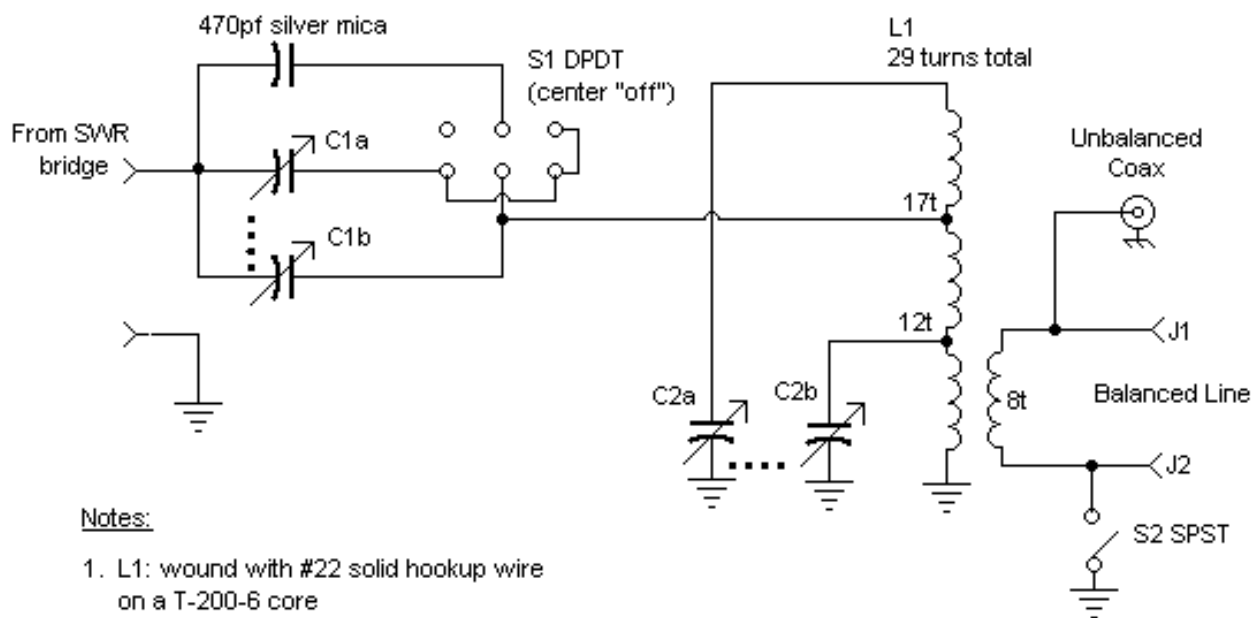 470pf silver mica
S1 DPDT
(center "off")
L1
29 turns total
From SWR
bridge
C1a
C1b
17t
12t
Unbalanced
Coax
C2a
C2b
8t
J1
Balanced Line
J2
S2 SPST
Notes:
1. L1: wound with #22 solid hookup wire
on a T-200-6 core